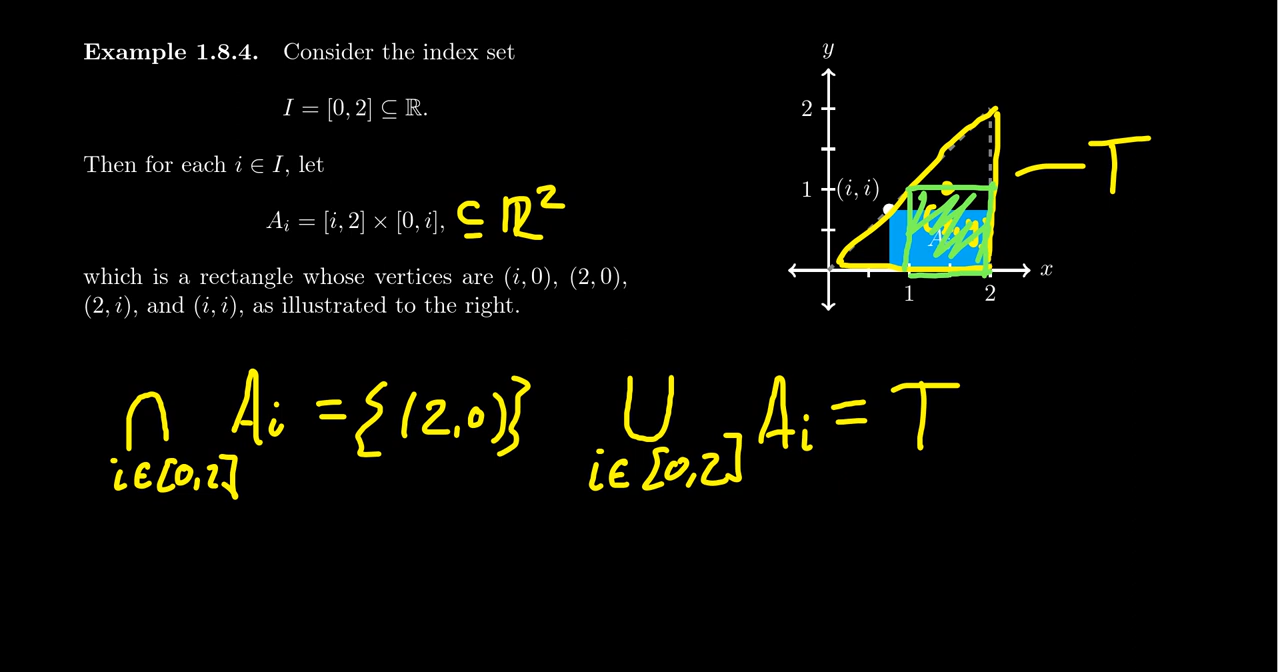 Example 1.8.4. Consider the index set
I = [0, 2] ⊆ ℝ.
Then for each i ∈ I, let
A_i = [i, 2] × [0, i], ⊆ ℝ²
which is a rectangle whose vertices are (i, 0), (2, 0),
(2, i), and (i, i), as illustrated to the right.
y
2
1
(i, i)
T
A
1
2
x
⋂_{i∈[0,2]} A_i = {(2,0)}
⋃_{i∈[0,2]} A_i = T